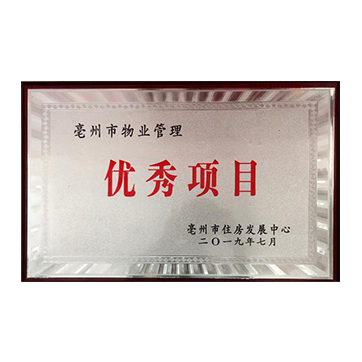 亳州市物业管理
优秀项目
亳州市住房发展中心
二〇一九年七月